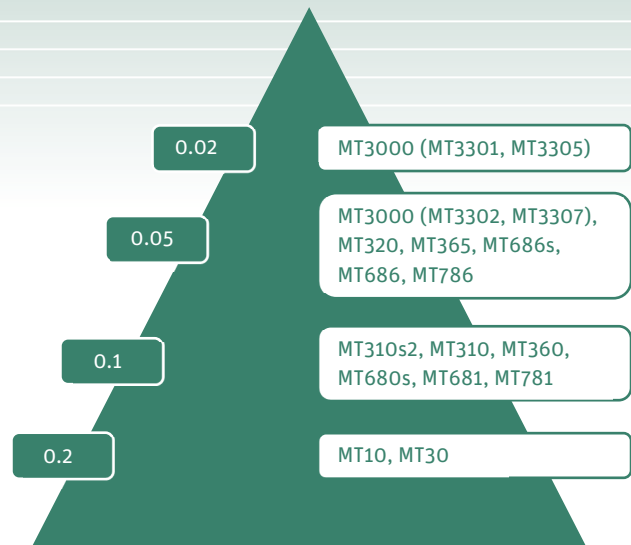 0.02
MT3000 (MT3301, MT3305)
0.05
MT3000 (MT3302, MT3307),
MT320, MT365, MT686s,
MT686, MT786
0.1
MT310s2, MT310, MT360,
MT680s, MT681, MT781
0.2
MT10, MT30